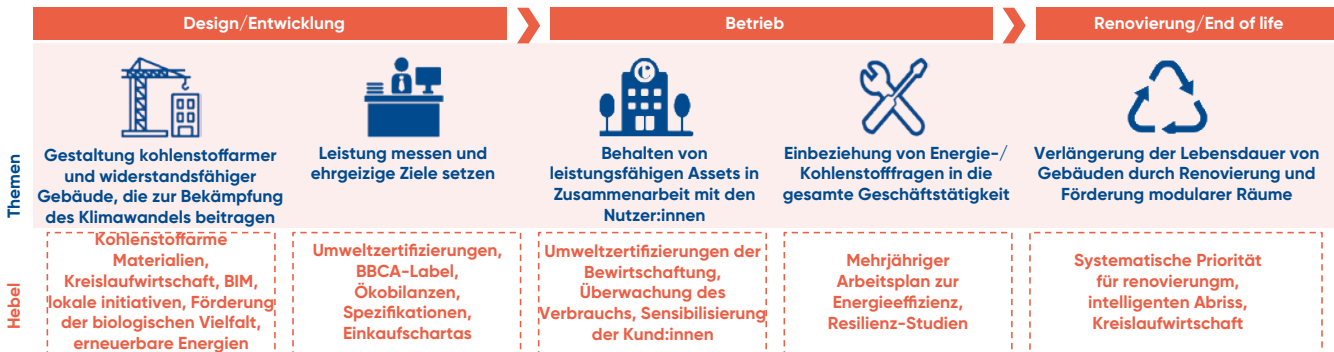 Design/Entwicklung
Betrieb
Renovierung/End of life
Themen
Gestaltung kohlenstoffarmer
und widerstandsfähiger
Gebäude, die zur Bekämpfung
des Klimawandels beitragen
Leistung messen und
ehrgeizige Ziele setzen
Behalten von
leistungsfähigen Assets in
Zusammenarbeit mit den
Nutzer:innen
Einbeziehung von Energie-/
Kohlenstofffragen in die
gesamte Geschäftstätigkeit
Verlängerung der Lebensdauer von
Gebäuden durch Renovierung und
Förderung modularer Räume
Hebel
Kohlenstoffarme
Materialien,
Kreislaufwirtschaft, BIM,
lokale initiativen, Förderung
der biologischen Vielfalt,
erneuerbare Energien
Umweltzertifizierungen,
BBCA-Label,
Ökobilanzen,
Spezifikationen,
Einkaufschartas
Umweltzertifizierungen der
Bewirtschaftung,
Überwachung des
Verbrauchs, Sensibilisierung
der Kund:innen
Mehrjähriger
Arbeitsplan zur
Energieeffizienz,
Resilienz-Studien
Systematische Priorität
für renovierungm,
intelligenten Abriss,
Kreislaufwirtschaft